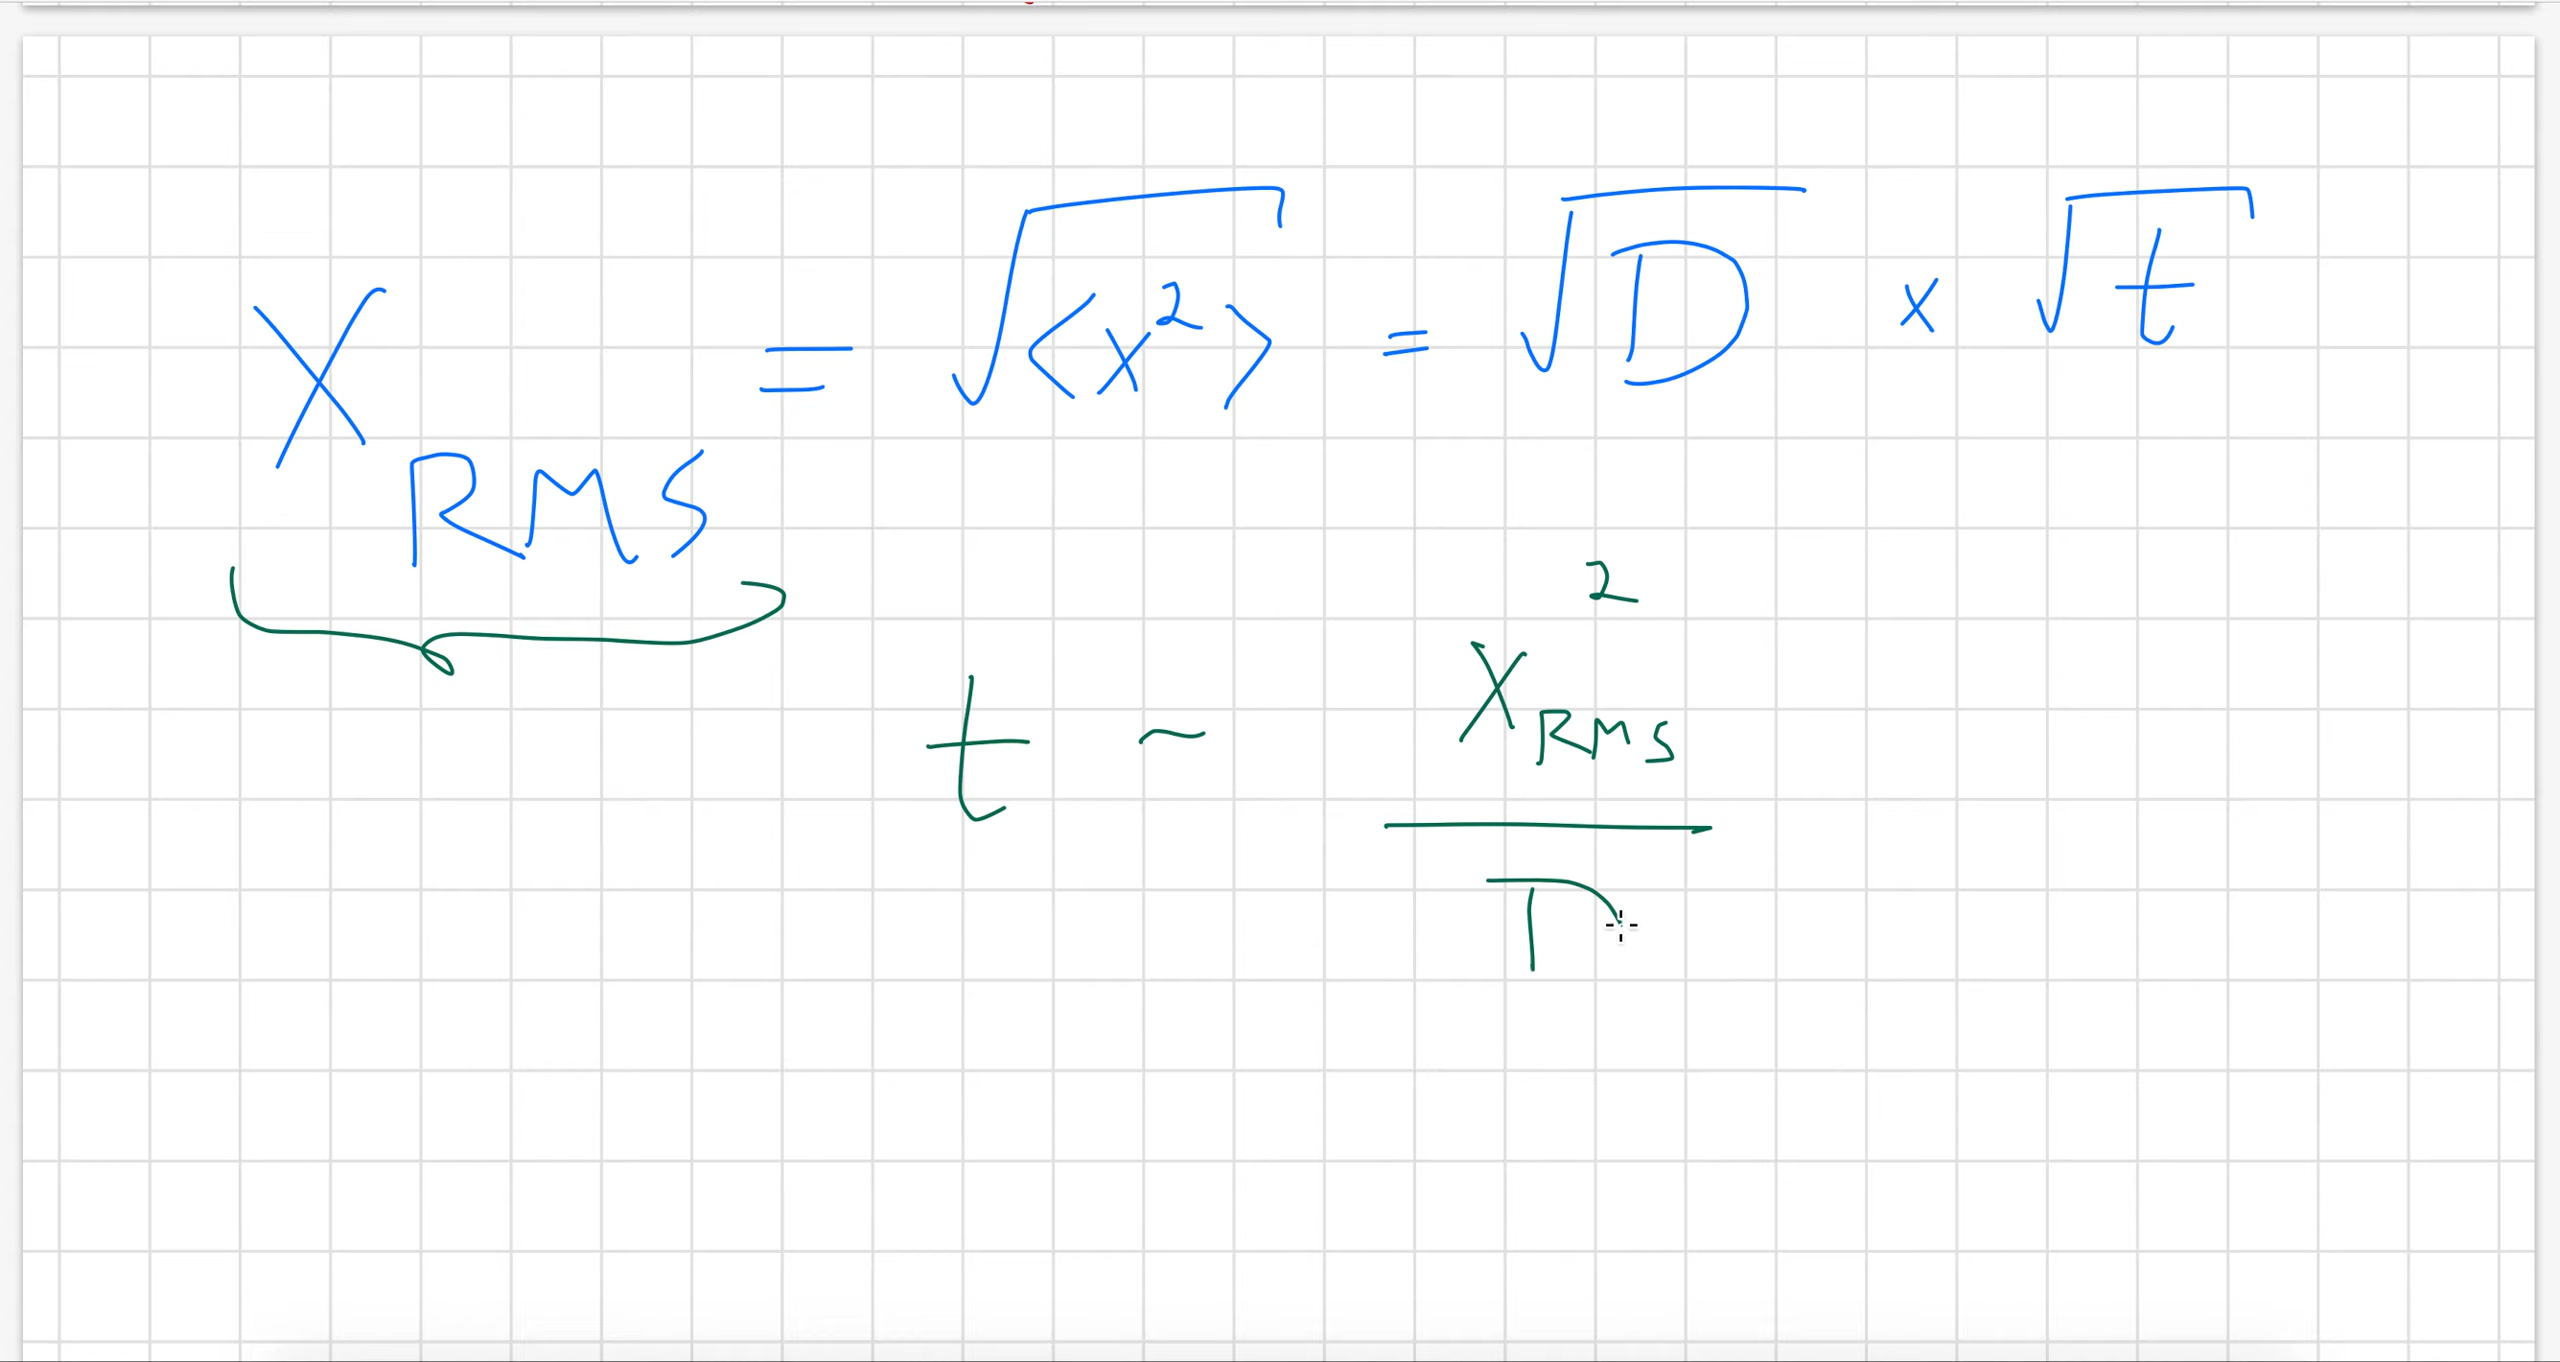 X_RMS = √⟨x²⟩ = √D × √t
t ~ X_RMS² / D